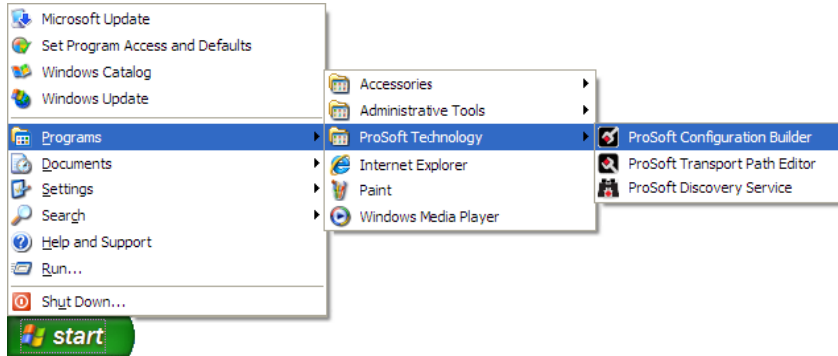 Microsoft Update
Set Program Access and Defaults
Windows Catalog
Windows Update
Programs
Documents
Settings
Search
Help and Support
Run...
Shut Down...
start
Accessories
Administrative Tools
ProSoft Technology
Internet Explorer
Paint
Windows Media Player
ProSoft Configuration Builder
ProSoft Transport Path Editor
ProSoft Discovery Service